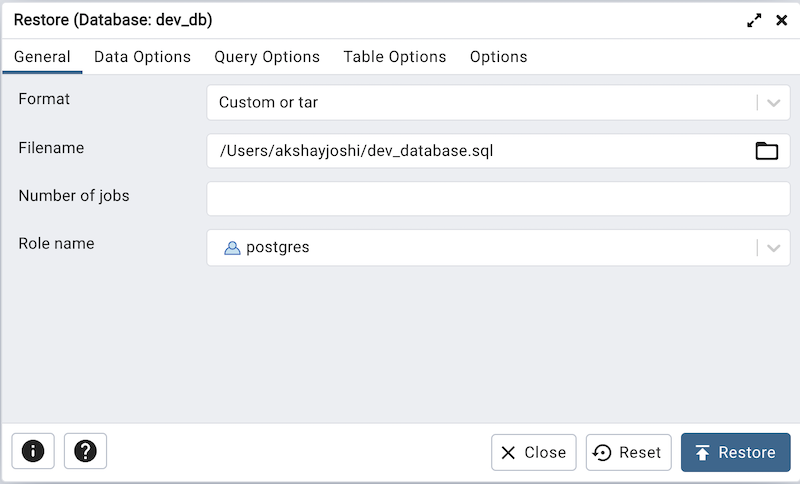 Restore (Database: dev_db)
General Data Options Query Options Table Options Options
Format Custom or tar
Filename /Users/akshayjoshi/dev_database.sql
Number of jobs
Role name postgres
Close Reset Restore